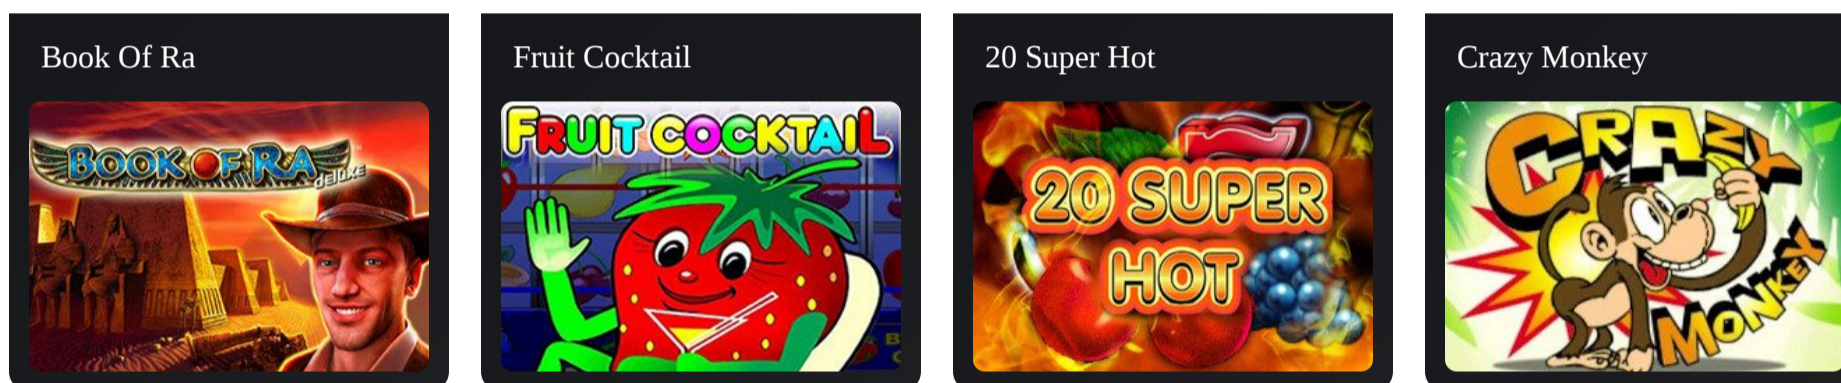 Book Of Ra
BOOK OF RA™
deluxe
Fruit Cocktail
FRUIT COCKTAIL
20 Super Hot
20 SUPER
HOT
Crazy Monkey
CRAZY
MONKEY